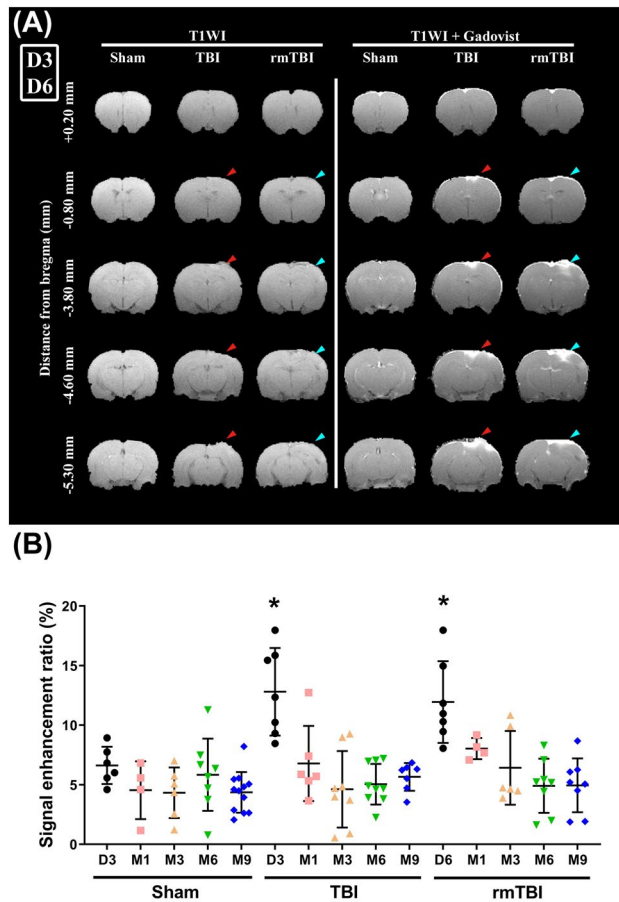 (A)
T1WI
T1WI + Gadovist
D3
D6
Sham
TBI
rmTBI
Sham
TBI
rmTBI
Distance from bregma (mm)
+0.20 mm
-0.80 mm
-3.80 mm
-4.60 mm
-5.30 mm
(B)
Signal enhancement ratio (%)
20
15
10
5
0
*
*
D3 M1 M3 M6 M9 D3 M1 M3 M6 M9 D6 M1 M3 M6 M9
Sham TBI rmTBI